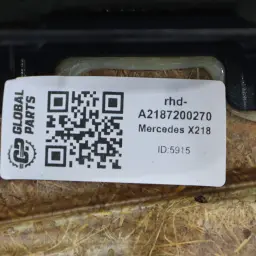 GLOBAL
PARTS
rhd-
A2187200270
Mercedes X218
ID:5915